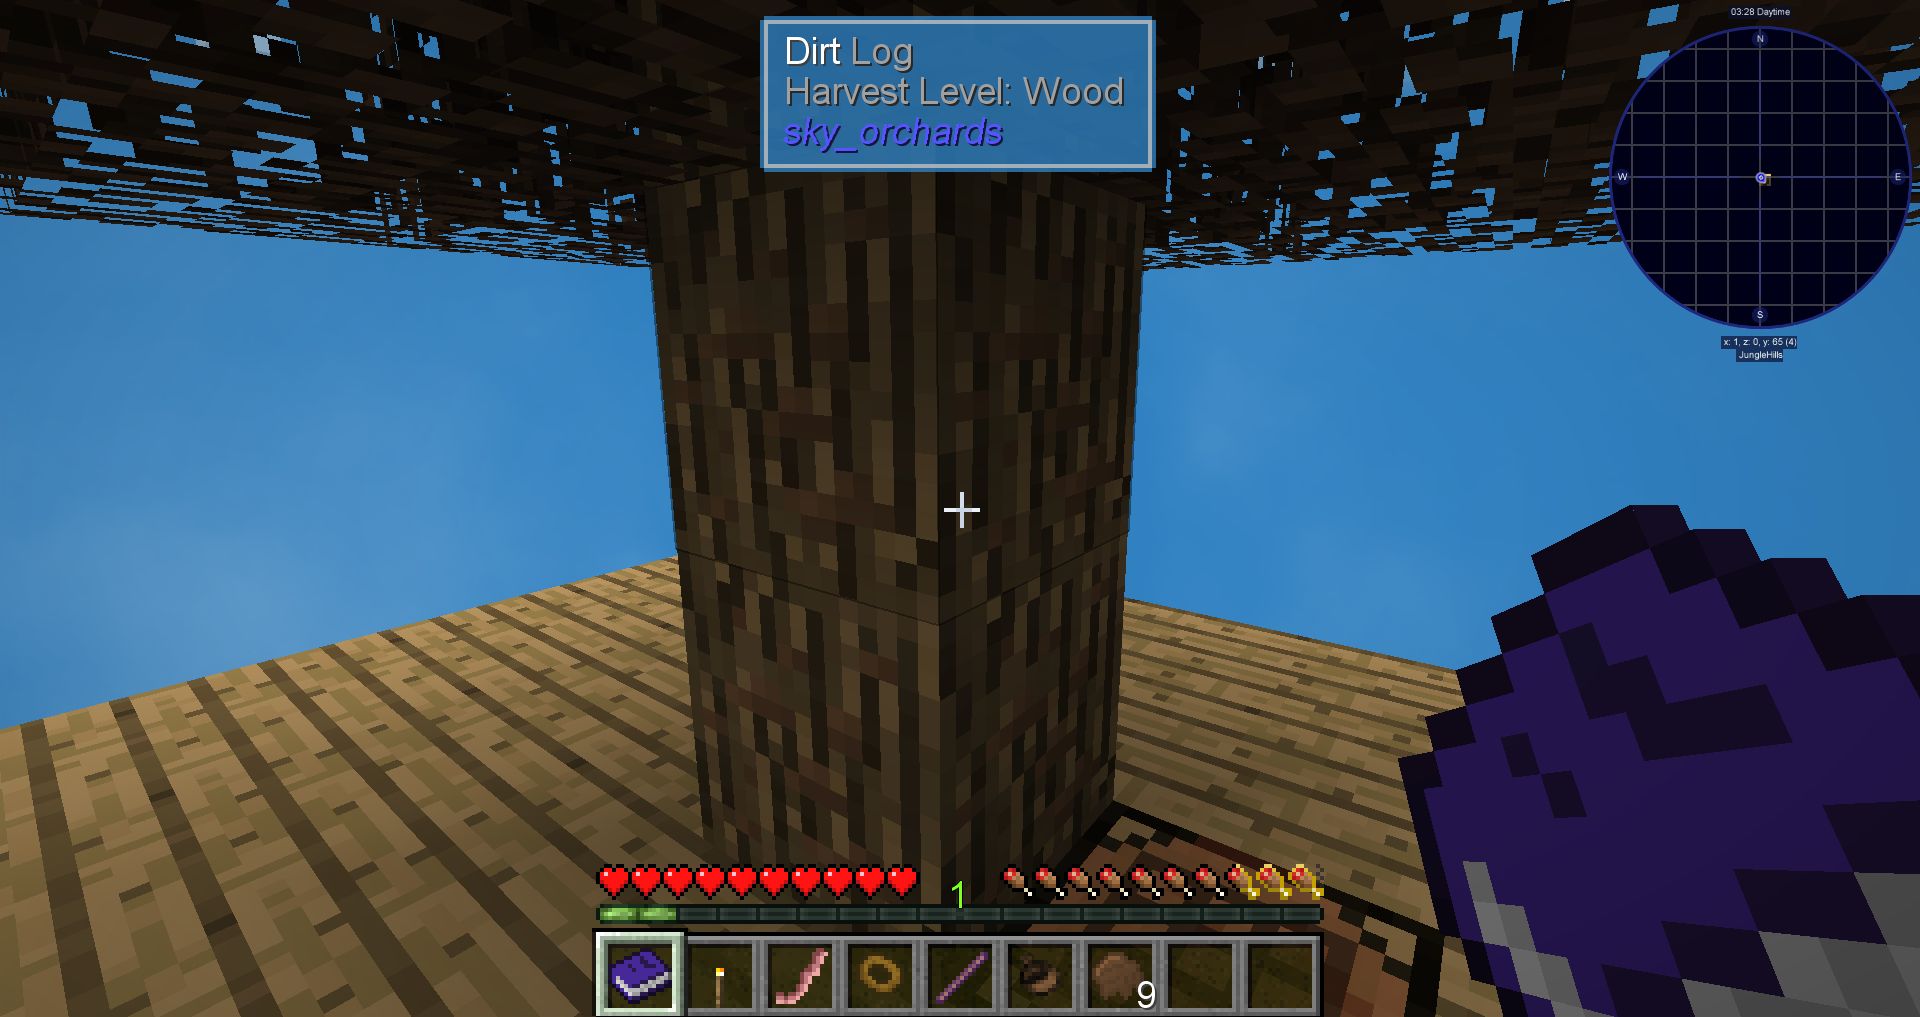 03:28 Daytime
Dirt Log
Harvest Level: Wood
sky_orchards
N
W
E
S
x: 1, z: 0, y: 65 (4)
JungleHills
1
9